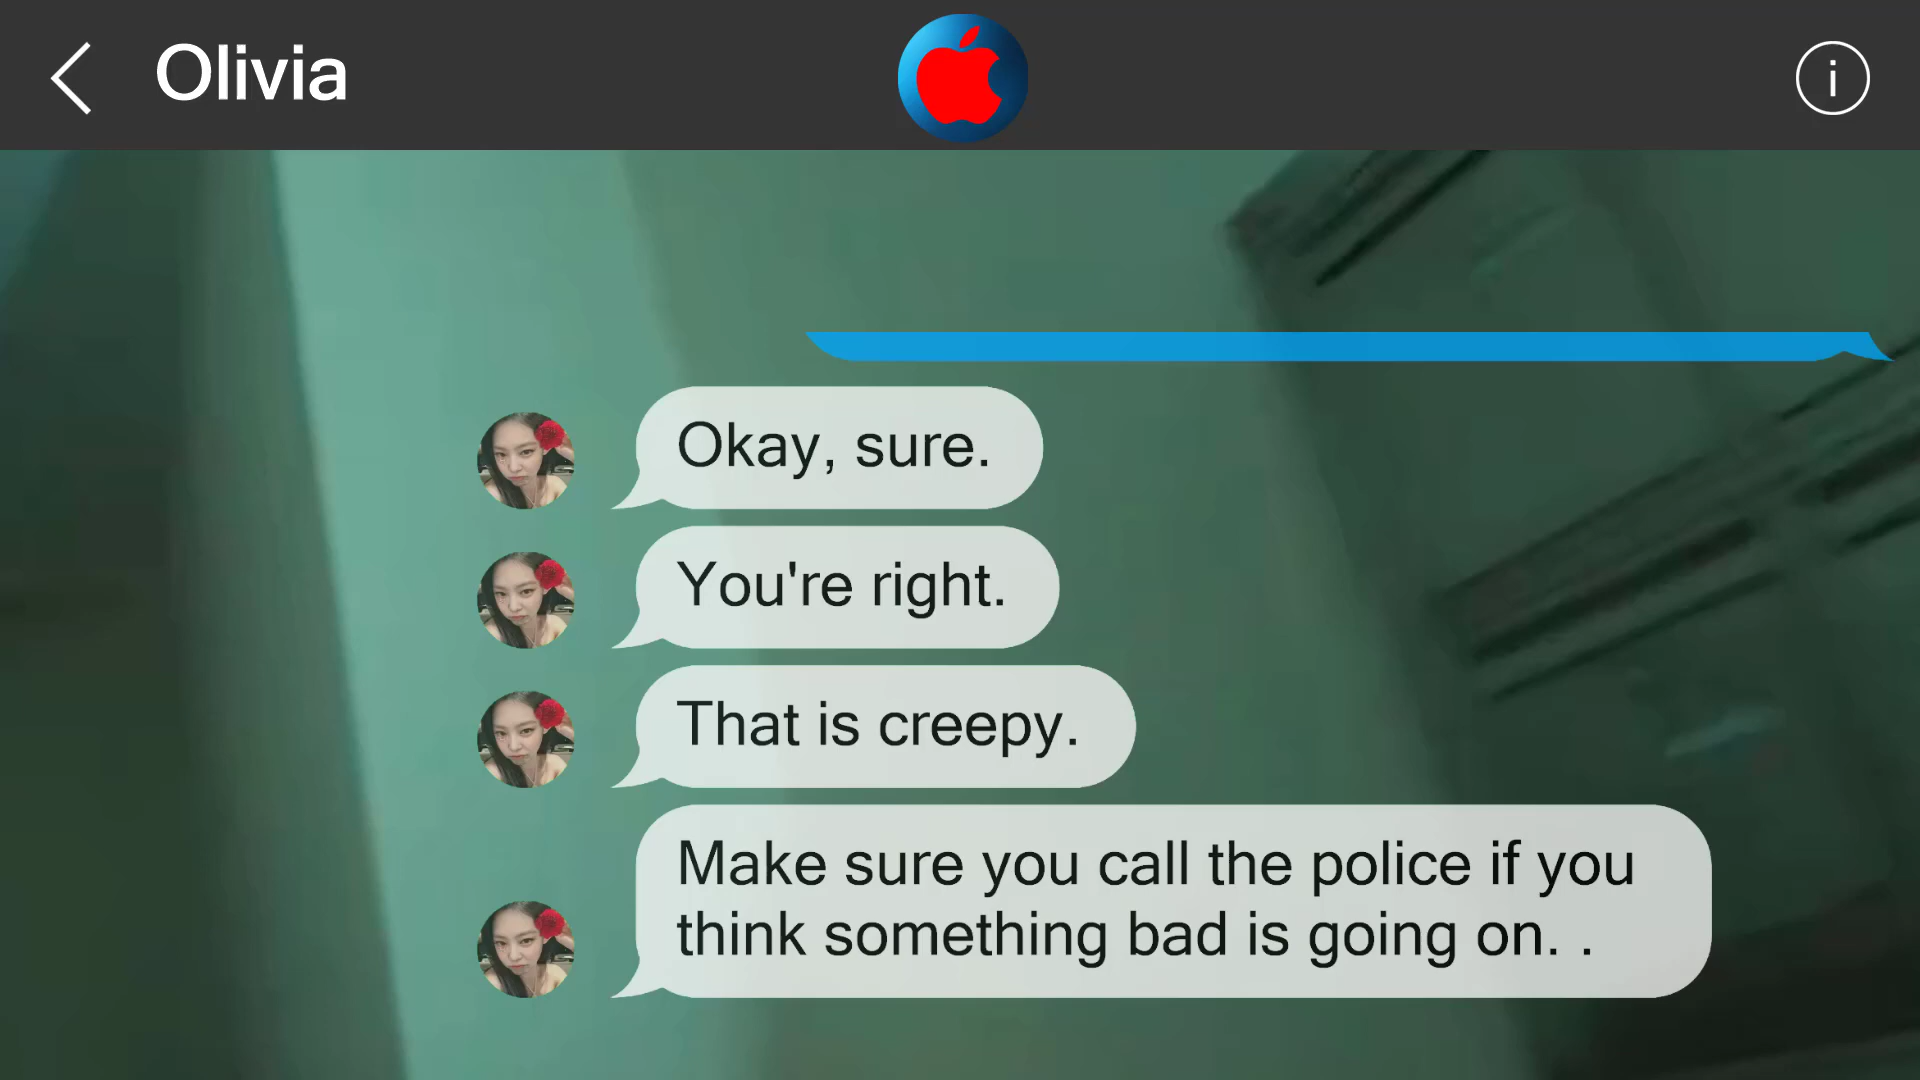 Olivia
Okay, sure.
You're right.
That is creepy.
Make sure you call the police if you
think something bad is going on. .